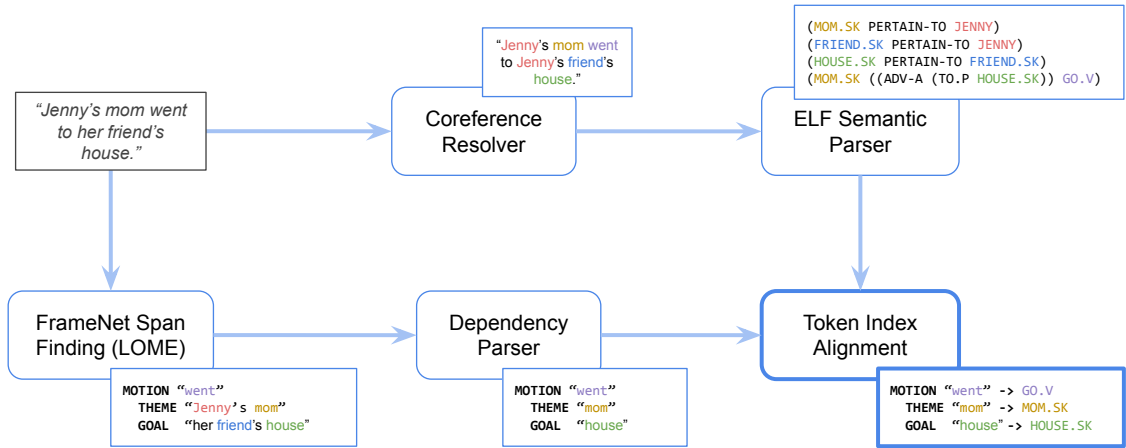 “Jenny’s mom went
to her friend’s
house.”
“Jenny’s mom went
to Jenny’s friend’s
house.”
Coreference
Resolver
(MOM.SK PERTAIN-TO JENNY)
(FRIEND.SK PERTAIN-TO JENNY)
(HOUSE.SK PERTAIN-TO FRIEND.SK)
(MOM.SK ((ADV-A (TO.P HOUSE.SK)) GO.V)
ELF Semantic
Parser
FrameNet Span
Finding (LOME)
MOTION “went”
THEME “Jenny’s mom”
GOAL “her friend’s house”
Dependency
Parser
MOTION “went”
THEME “mom”
GOAL “house”
Token Index
Alignment
MOTION “went” -> GO.V
THEME “mom” -> MOM.SK
GOAL “house” -> HOUSE.SK